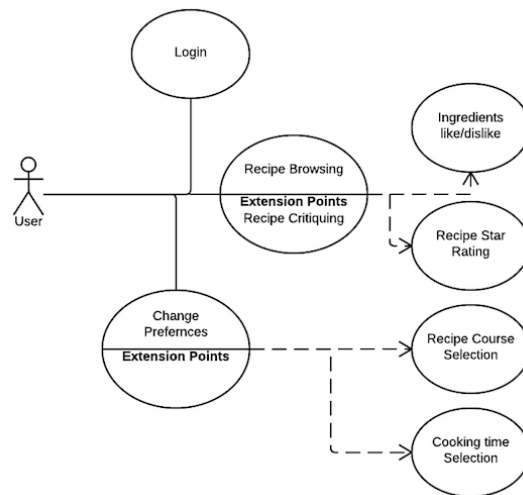 Login
Ingredients
like/dislike
Recipe Browsing
Extension Points
Recipe Critiquing
User
Recipe Star
Rating
Change
Prefernces
Extension Points
Recipe Course
Selection
Cooking time
Selection